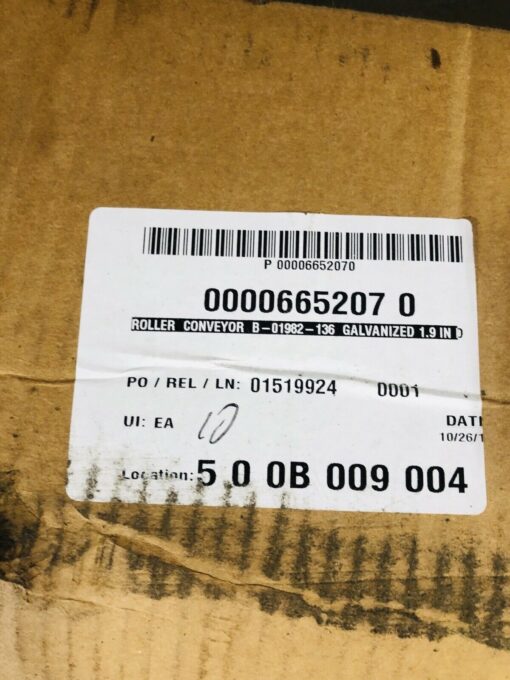 P 00006652070
0000665207 0
ROLLER CONVEYOR B-01982-136 GALVANIZED 1.9 IN D
PO / REL / LN: 01519924 0001
UI: EA 10 DATE
10/26/1
Location: 5 0 0B 009 004